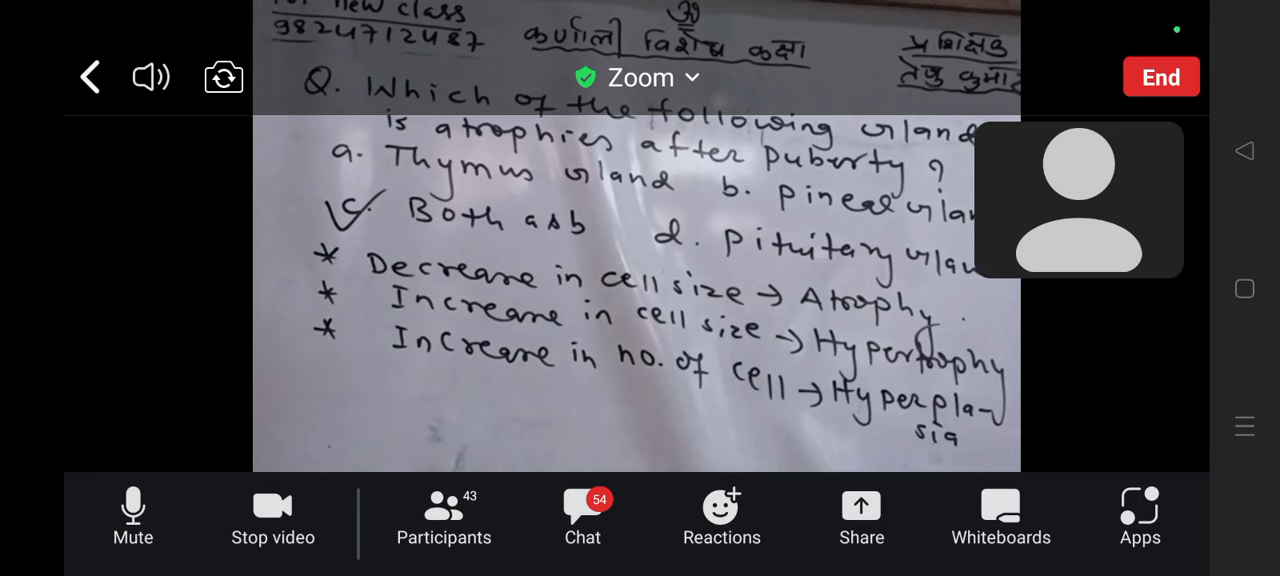 new class
9824712487
ॐ
कर्णाली विशेष कक्षा
प्रशिक्षक
तेजु कुमार
Zoom
End
Q. Which of the following gland
is atrophies after puberty ?
a. Thymus gland b. pineal glan
c. Both a & b d. pituitary glan
* Decrease in cell size → Atrophy.
* Increase in cell size → Hypertrophy
* Increase in no. of cell → Hyperpla-
sia
Mute
Stop video
Participants
43
Chat
54
Reactions
Share
Whiteboards
Apps